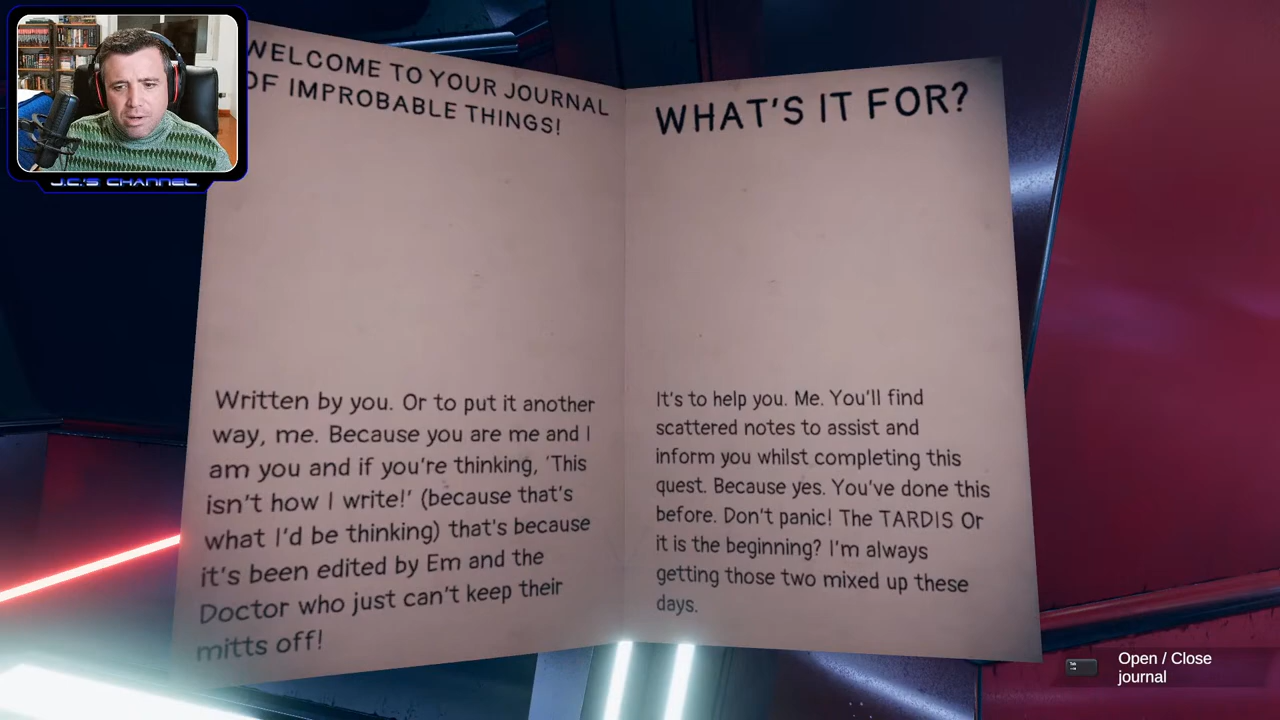 J.C.'S CHANNEL
WELCOME TO YOUR JOURNAL
OF IMPROBABLE THINGS!
Written by you. Or to put it another
way, me. Because you are me and I
am you and if you're thinking, 'This
isn't how I write!' (because that's
what I'd be thinking) that's because
it's been edited by Em and the
Doctor who just can't keep their
mitts off!
WHAT'S IT FOR?
It's to help you. Me. You'll find
scattered notes to assist and
inform you whilst completing this
quest. Because yes. You've done this
before. Don't panic! The TARDIS Or
it is the beginning? I'm always
getting those two mixed up these
days.
Tab
Open / Close
journal